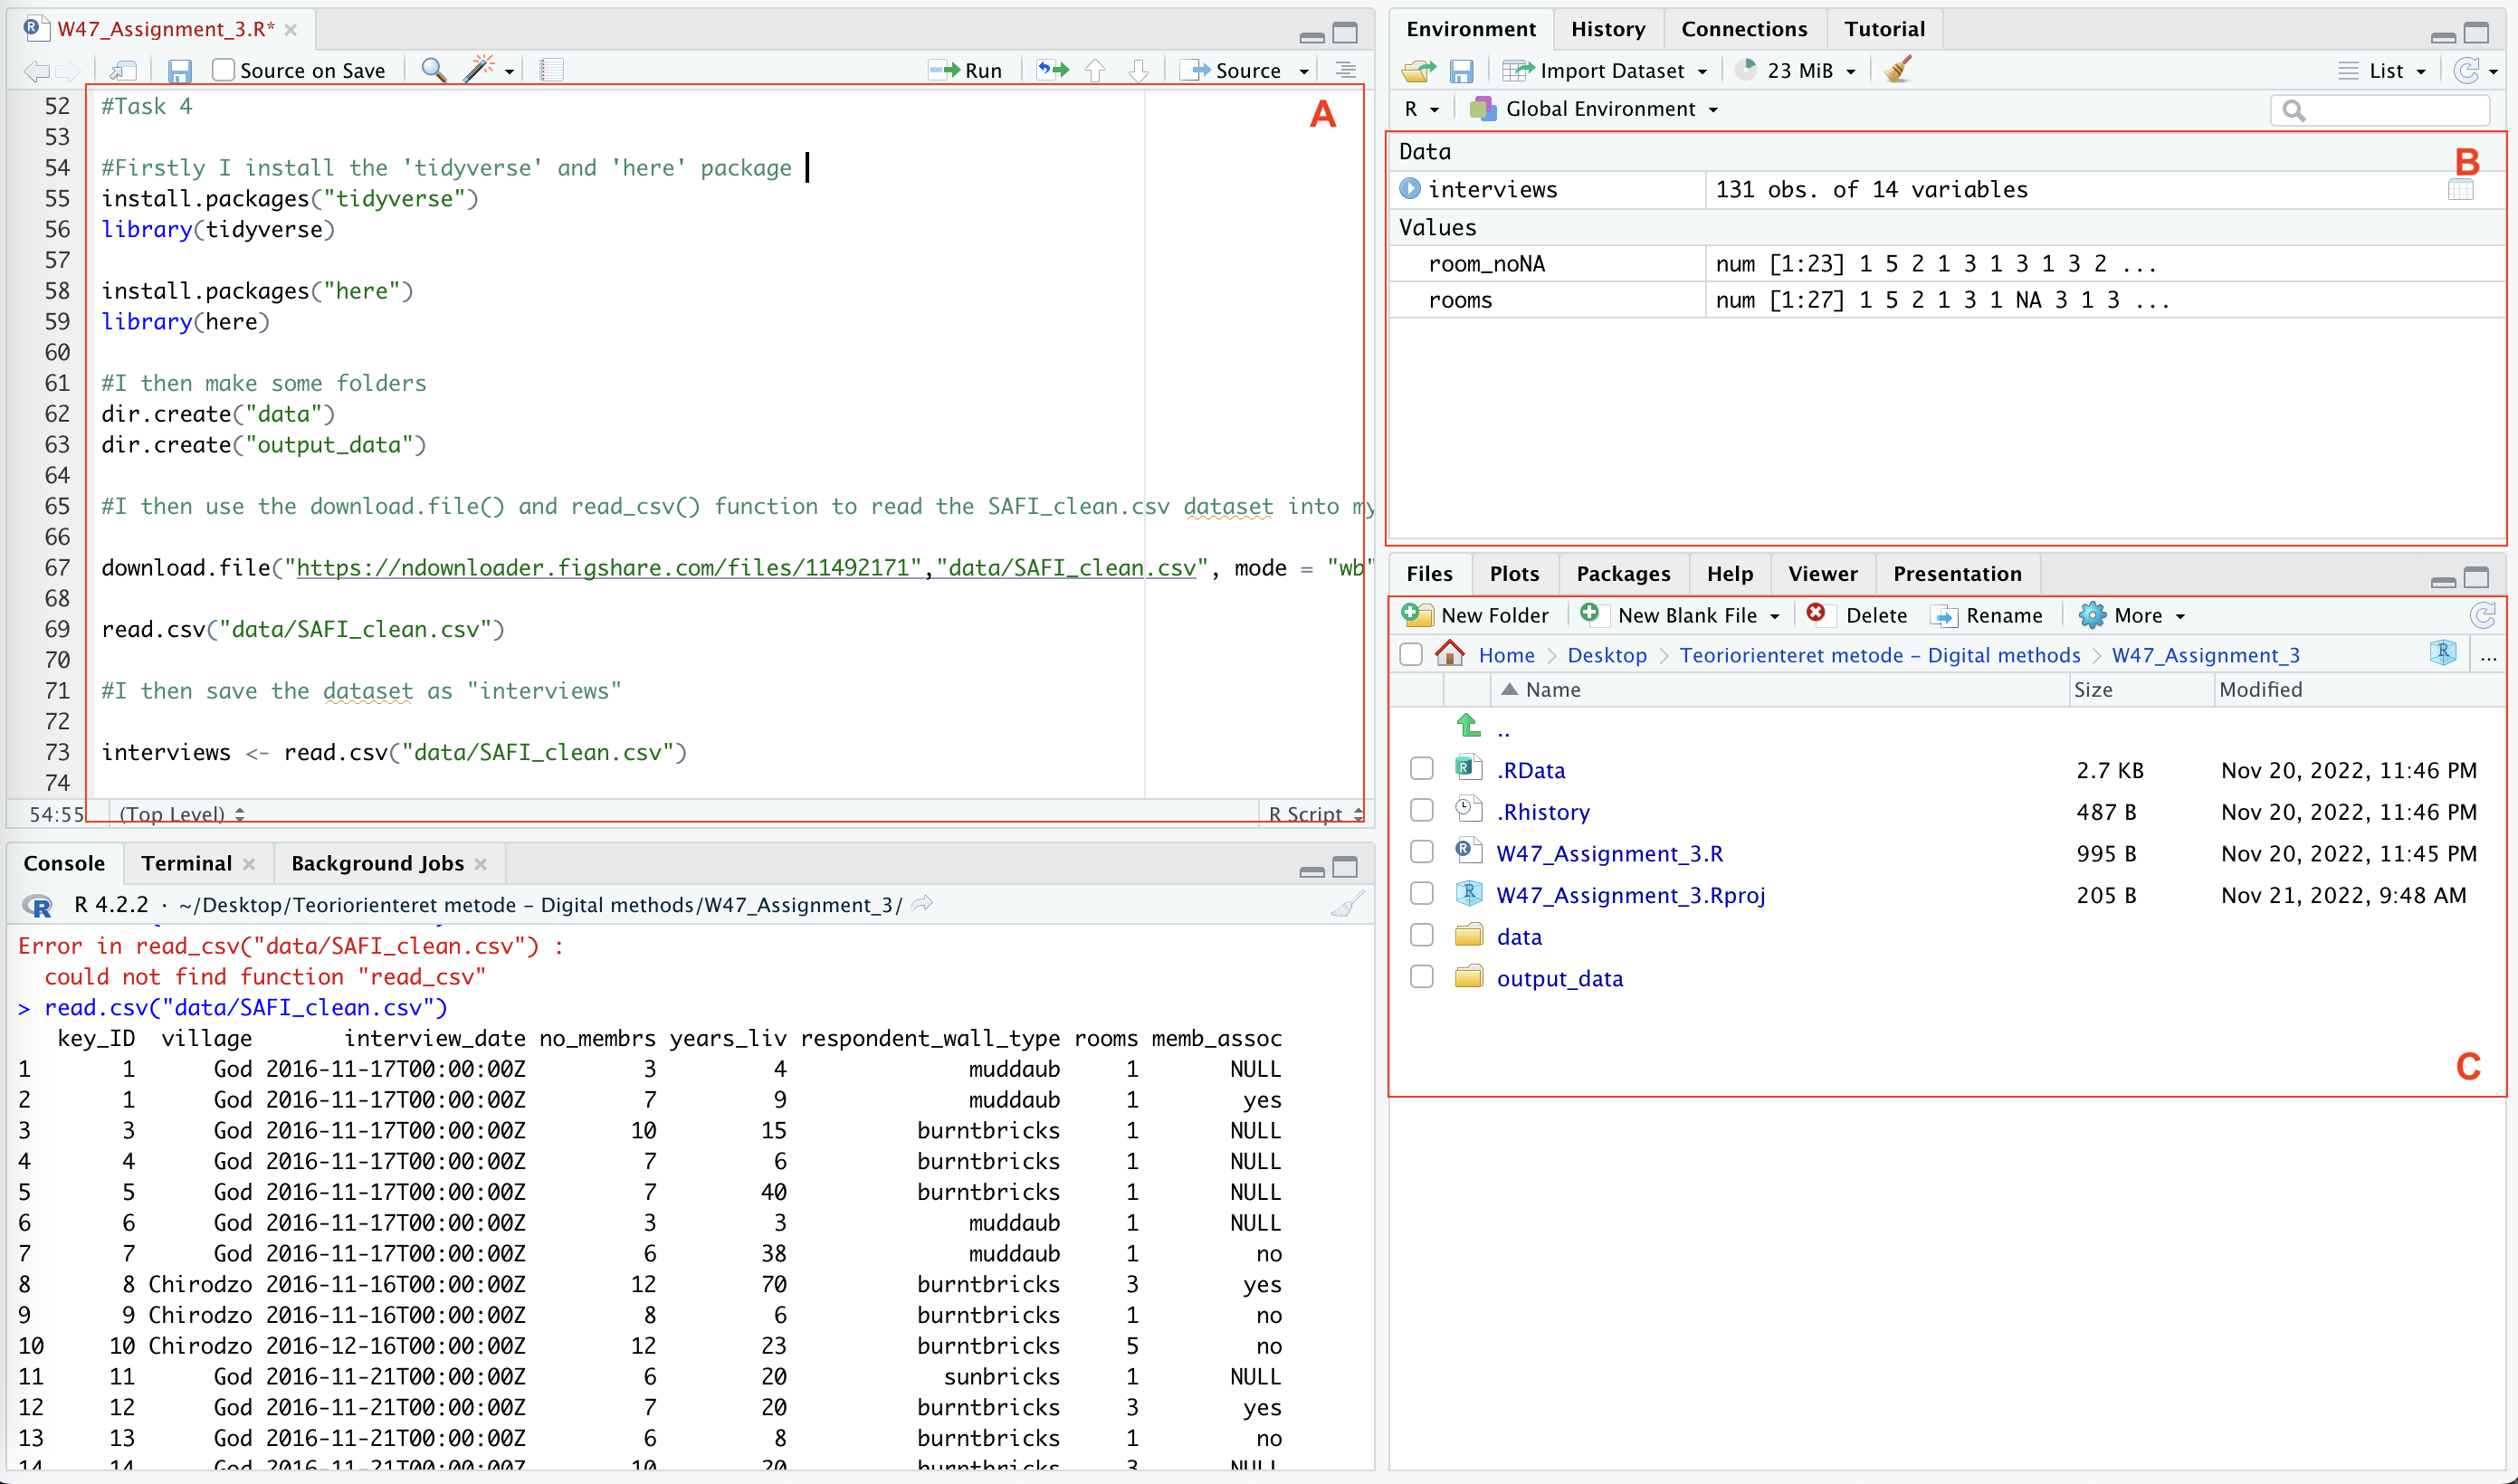 W47_Assignment_3.R*
Source on Save
Run
Source
52 #Task 4
53
54 #Firstly I install the 'tidyverse' and 'here' package
55 install.packages("tidyverse")
56 library(tidyverse)
57
58 install.packages("here")
59 library(here)
60
61 #I then make some folders
62 dir.create("data")
63 dir.create("output_data")
64
65 #I then use the download.file() and read_csv() function to read the SAFI_clean.csv dataset into my
66
67 download.file("https://ndownloader.figshare.com/files/11492171","data/SAFI_clean.csv", mode = "wb"
68
69 read.csv("data/SAFI_clean.csv")
70
71 #I then save the dataset as "interviews"
72
73 interviews <- read.csv("data/SAFI_clean.csv")
74
A
54:55 (Top Level) R Script
Console Terminal Background Jobs
R 4.2.2 · ~/Desktop/Teoriorienteret metode – Digital methods/W47_Assignment_3/
Error in read_csv("data/SAFI_clean.csv") :
could not find function "read_csv"
> read.csv("data/SAFI_clean.csv")
key_ID village interview_date no_membrs years_liv respondent_wall_type rooms memb_assoc
1 1 God 2016-11-17T00:00:00Z 3 4 muddaub 1 NULL
2 1 God 2016-11-17T00:00:00Z 7 9 muddaub 1 yes
3 3 God 2016-11-17T00:00:00Z 10 15 burntbricks 1 NULL
4 4 God 2016-11-17T00:00:00Z 7 6 burntbricks 1 NULL
5 5 God 2016-11-17T00:00:00Z 7 40 burntbricks 1 NULL
6 6 God 2016-11-17T00:00:00Z 3 3 muddaub 1 NULL
7 7 God 2016-11-17T00:00:00Z 6 38 muddaub 1 no
8 8 Chirodzo 2016-11-16T00:00:00Z 12 70 burntbricks 3 yes
9 9 Chirodzo 2016-11-16T00:00:00Z 8 6 burntbricks 1 no
10 10 Chirodzo 2016-12-16T00:00:00Z 12 23 burntbricks 5 no
11 11 God 2016-11-21T00:00:00Z 6 20 sunbricks 1 NULL
12 12 God 2016-11-21T00:00:00Z 7 20 burntbricks 3 yes
13 13 God 2016-11-21T00:00:00Z 6 8 burntbricks 1 no
14 14 God 2016-11-21T00:00:00Z 10 20 burntbricks 3 NULL
Environment History Connections Tutorial
Import Dataset 23 MiB List
R Global Environment
Data
B
interviews 131 obs. of 14 variables
Values
room_noNA num [1:23] 1 5 2 1 3 1 3 1 3 2 ...
rooms num [1:27] 1 5 2 1 3 1 NA 3 1 3 ...
Files Plots Packages Help Viewer Presentation
New Folder New Blank File Delete Rename More
Home > Desktop > Teoriorienteret metode – Digital methods > W47_Assignment_3 R ...
Name Size Modified
..
.RData 2.7 KB Nov 20, 2022, 11:46 PM
.Rhistory 487 B Nov 20, 2022, 11:46 PM
W47_Assignment_3.R 995 B Nov 20, 2022, 11:45 PM
W47_Assignment_3.Rproj 205 B Nov 21, 2022, 9:48 AM
data
output_data
C